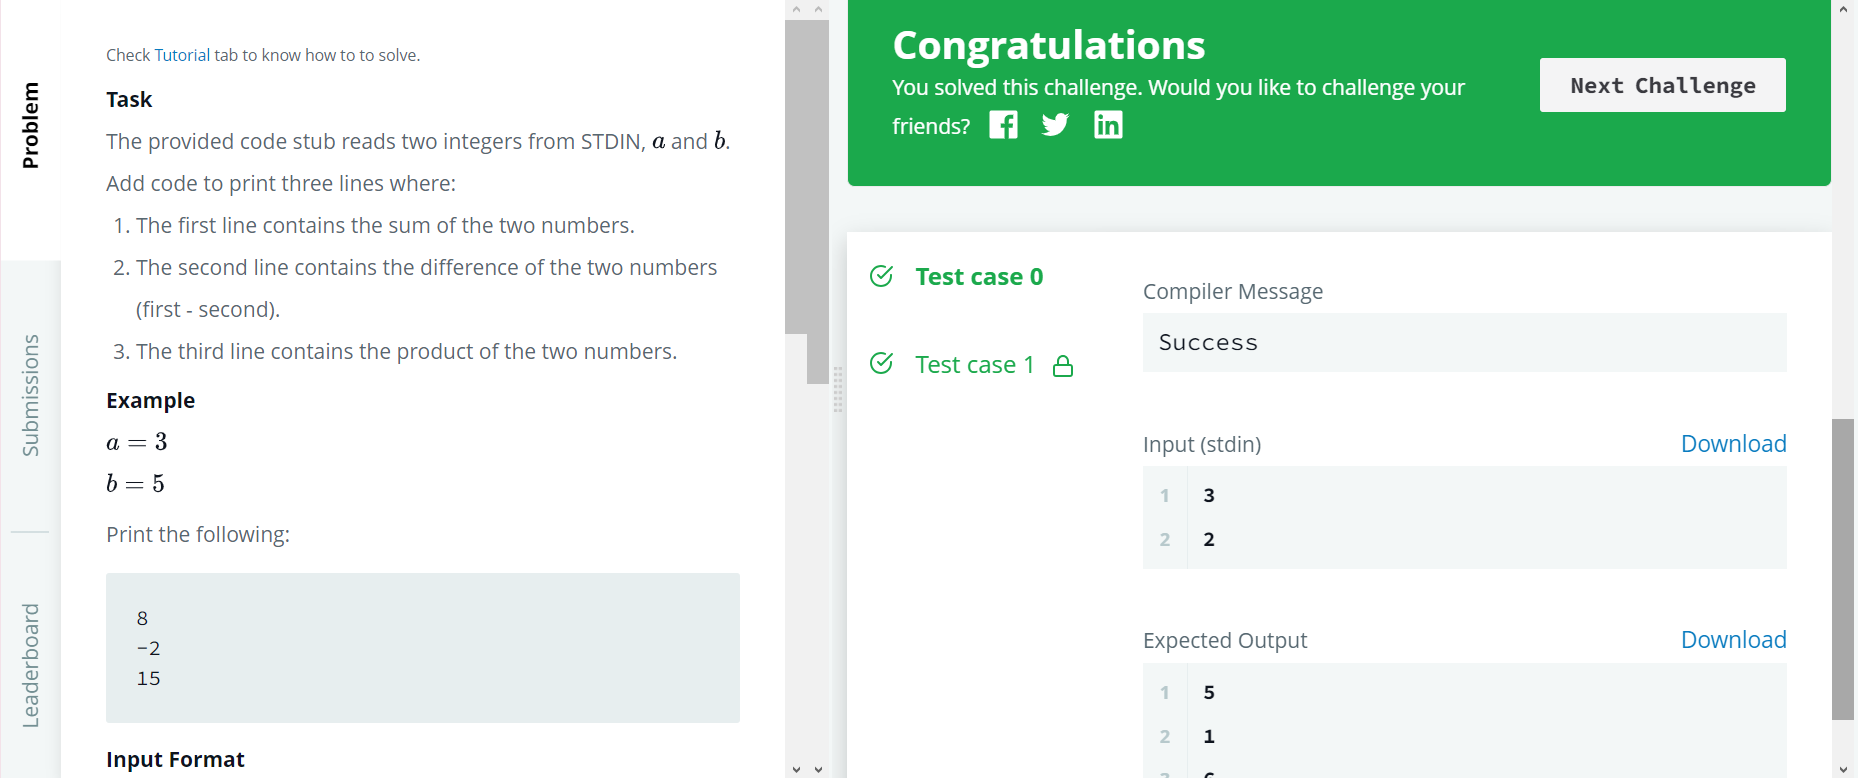 Problem
Submissions
Leaderboard
Check Tutorial tab to know how to to solve.
Task
The provided code stub reads two integers from STDIN, a and b.
Add code to print three lines where:
1. The first line contains the sum of the two numbers.
2. The second line contains the difference of the two numbers
(first - second).
3. The third line contains the product of the two numbers.
Example
a = 3
b = 5
Print the following:
8
-2
15
Input Format
Congratulations
You solved this challenge. Would you like to challenge your
friends?
Next Challenge
Test case 0
Test case 1
Compiler Message
Success
Input (stdin)
Download
1 3
2 2
Expected Output
Download
1 5
2 1